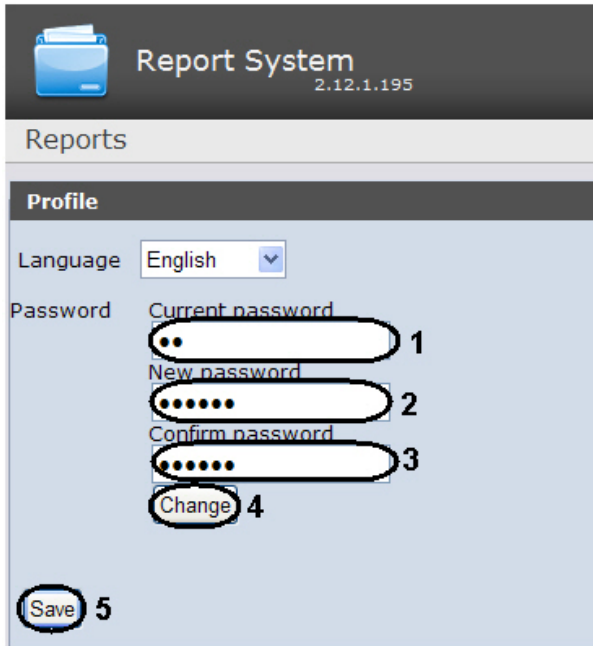 Report System
2.12.1.195
Reports
Profile
Language English
Password Current password
•• 1
New password
•••••• 2
Confirm password
•••••• 3
Change 4
Save 5